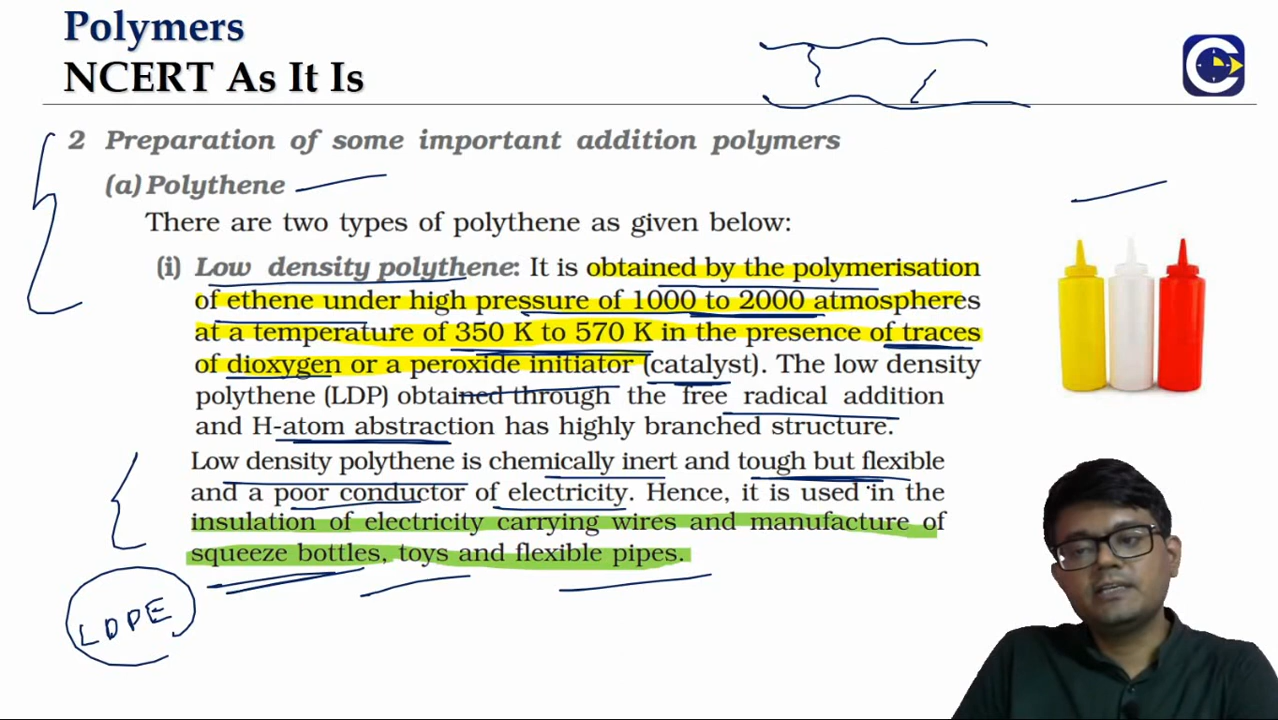 Polymers
NCERT As It Is
2 Preparation of some important addition polymers
(a) Polythene
There are two types of polythene as given below:
(i) Low density polythene: It is obtained by the polymerisation
of ethene under high pressure of 1000 to 2000 atmospheres
at a temperature of 350 K to 570 K in the presence of traces
of dioxygen or a peroxide initiator (catalyst). The low density
polythene (LDP) obtained through the free radical addition
and H-atom abstraction has highly branched structure.
Low density polythene is chemically inert and tough but flexible
and a poor conductor of electricity. Hence, it is used in the
insulation of electricity carrying wires and manufacture of
squeeze bottles, toys and flexible pipes.
LDPE